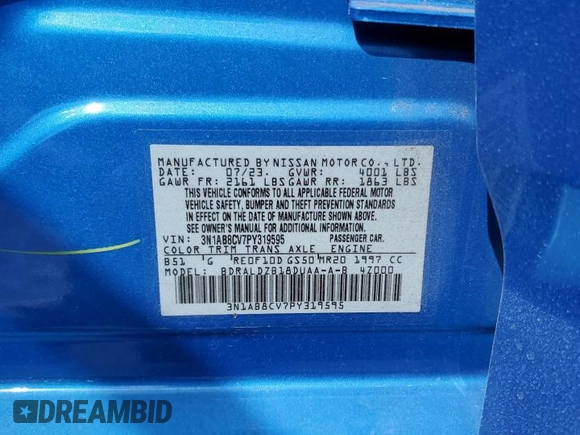 MANUFACTURED BY NISSAN MOTOR CO., LTD.
DATE: 07/23. GVWR: 4001 LBS
GAWR FR: 2161 LBS GAWR RR: 1863 LBS
THIS VEHICLE CONFORMS TO ALL APPLICABLE FEDERAL MOTOR
VEHICLE SAFETY, BUMPER AND THEFT PREVENTION STANDARDS
IN EFFECT ON THE DATE OF MANUFACTURE SHOWN ABOVE.
SEE OWNER'S MANUAL FOR ADDITIONAL INFORMATION.
VIN: 3N1AB8CV7PY319595 PASSENGER CAR.
COLOR TRIM TRANS AXLE ENGINE
B51 G RE0F10D GS50 MR20 1997 CC
MODEL: BDRALDZB18DUAA-A-B 4Z000
3N1AB8CV7PY319595
DREAMBID